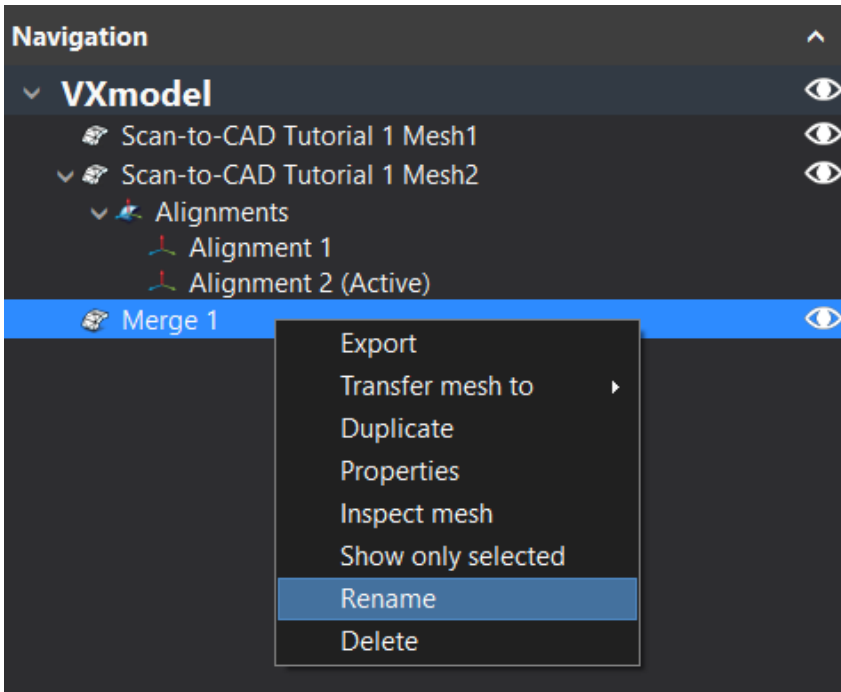 Navigation
VXmodel
Scan-to-CAD Tutorial 1 Mesh1
Scan-to-CAD Tutorial 1 Mesh2
Alignments
Alignment 1
Alignment 2 (Active)
Merge 1
Export
Transfer mesh to
Duplicate
Properties
Inspect mesh
Show only selected
Rename
Delete